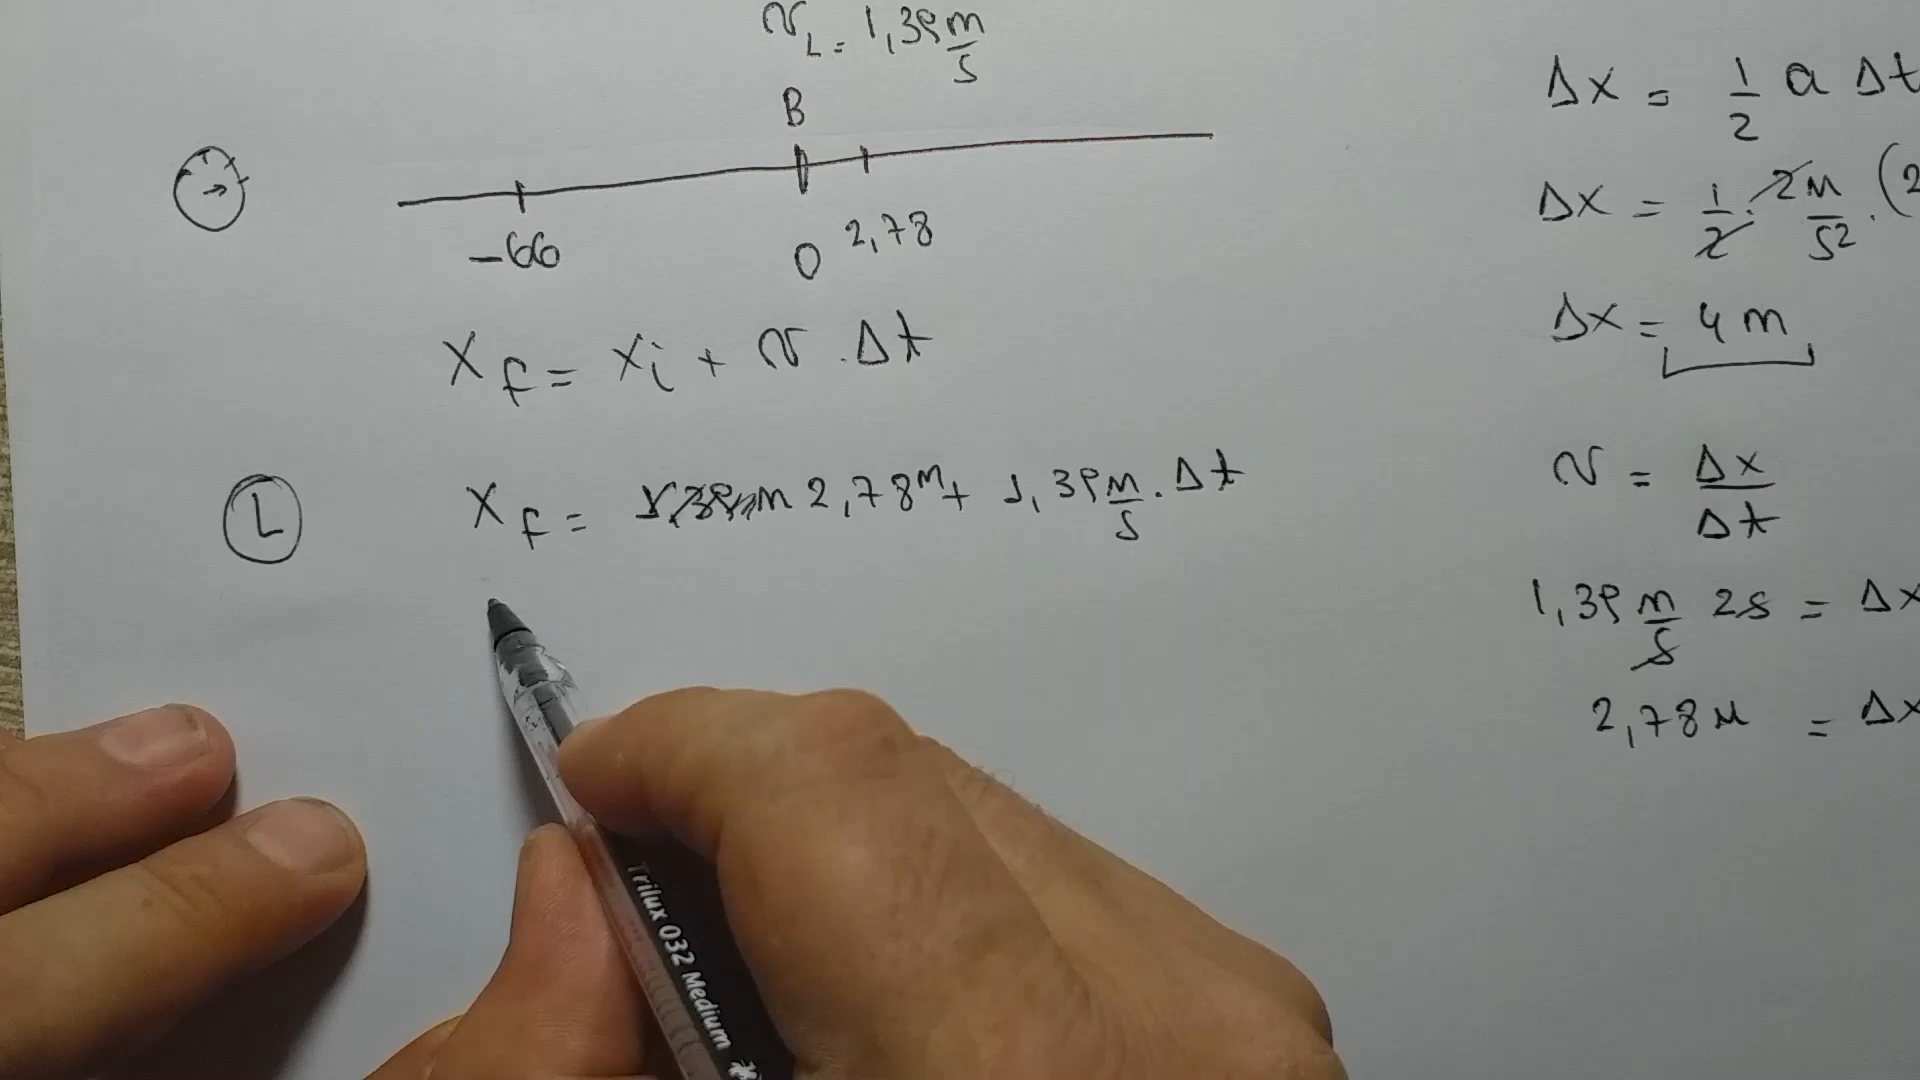 v_L = 1,39 m/s
B
-66 0 2,78
x_f = x_i + v . Δt
L x_f = 2,78 m + 1,39 m/s . Δt
Δx = 1/2 a Δt
Δx = 1/2 . 2 m/s² . (2
Δx = 4 m
v = Δx/Δt
1,39 m/s 2s = Δx
2,78 m = Δx
Trilux 032 Medium